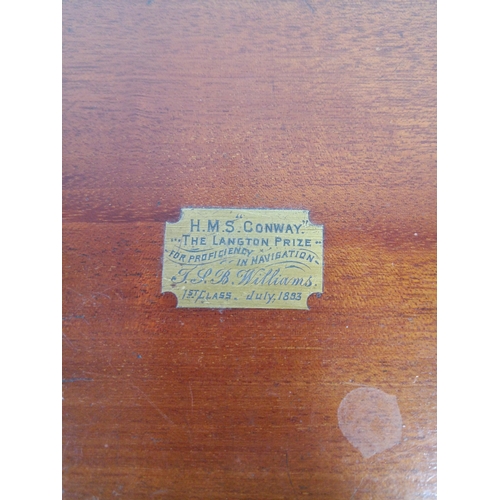 "H.M.S. CONWAY."
"THE LANGTON PRIZE"
FOR PROFICIENCY IN NAVIGATION
T.L.B. Williams.
1ST CLASS. July, 1893